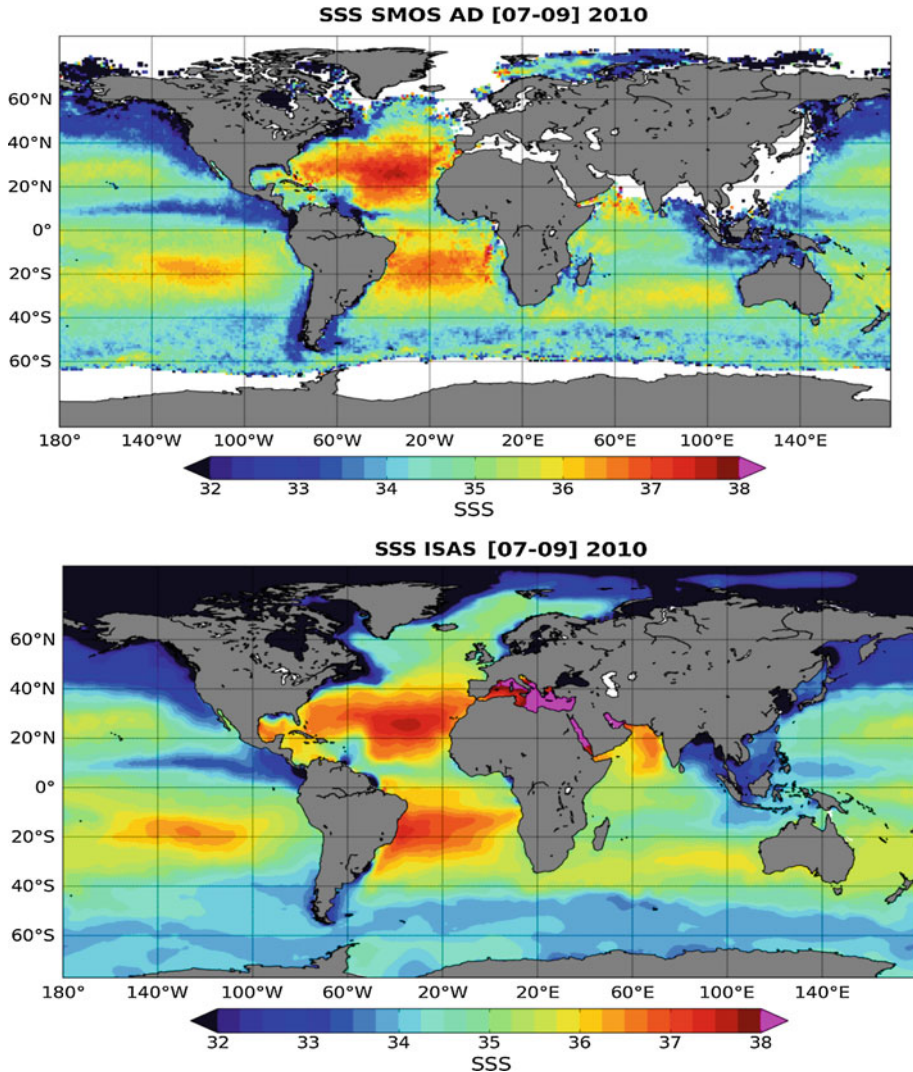 SSS SMOS AD [07-09] 2010
60°N
40°N
20°N
0°
20°S
40°S
60°S
180° 140°W 100°W 60°W 20°W 20°E 60°E 100°E 140°E
32 33 34 35 36 37 38
SSS
SSS ISAS [07-09] 2010
60°N
40°N
20°N
0°
20°S
40°S
60°S
180 140°W 100°W 60°W 20°W 20°E 60°E 100°E 140°E
32 33 34 35 36 37 38
SSS